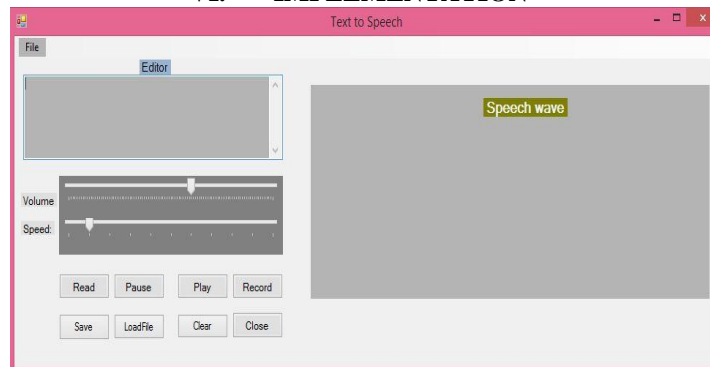 Text to Speech
File
Editor
Speech wave
Volume
Speed:
Read Pause Play Record
Save LoadFile Clear Close